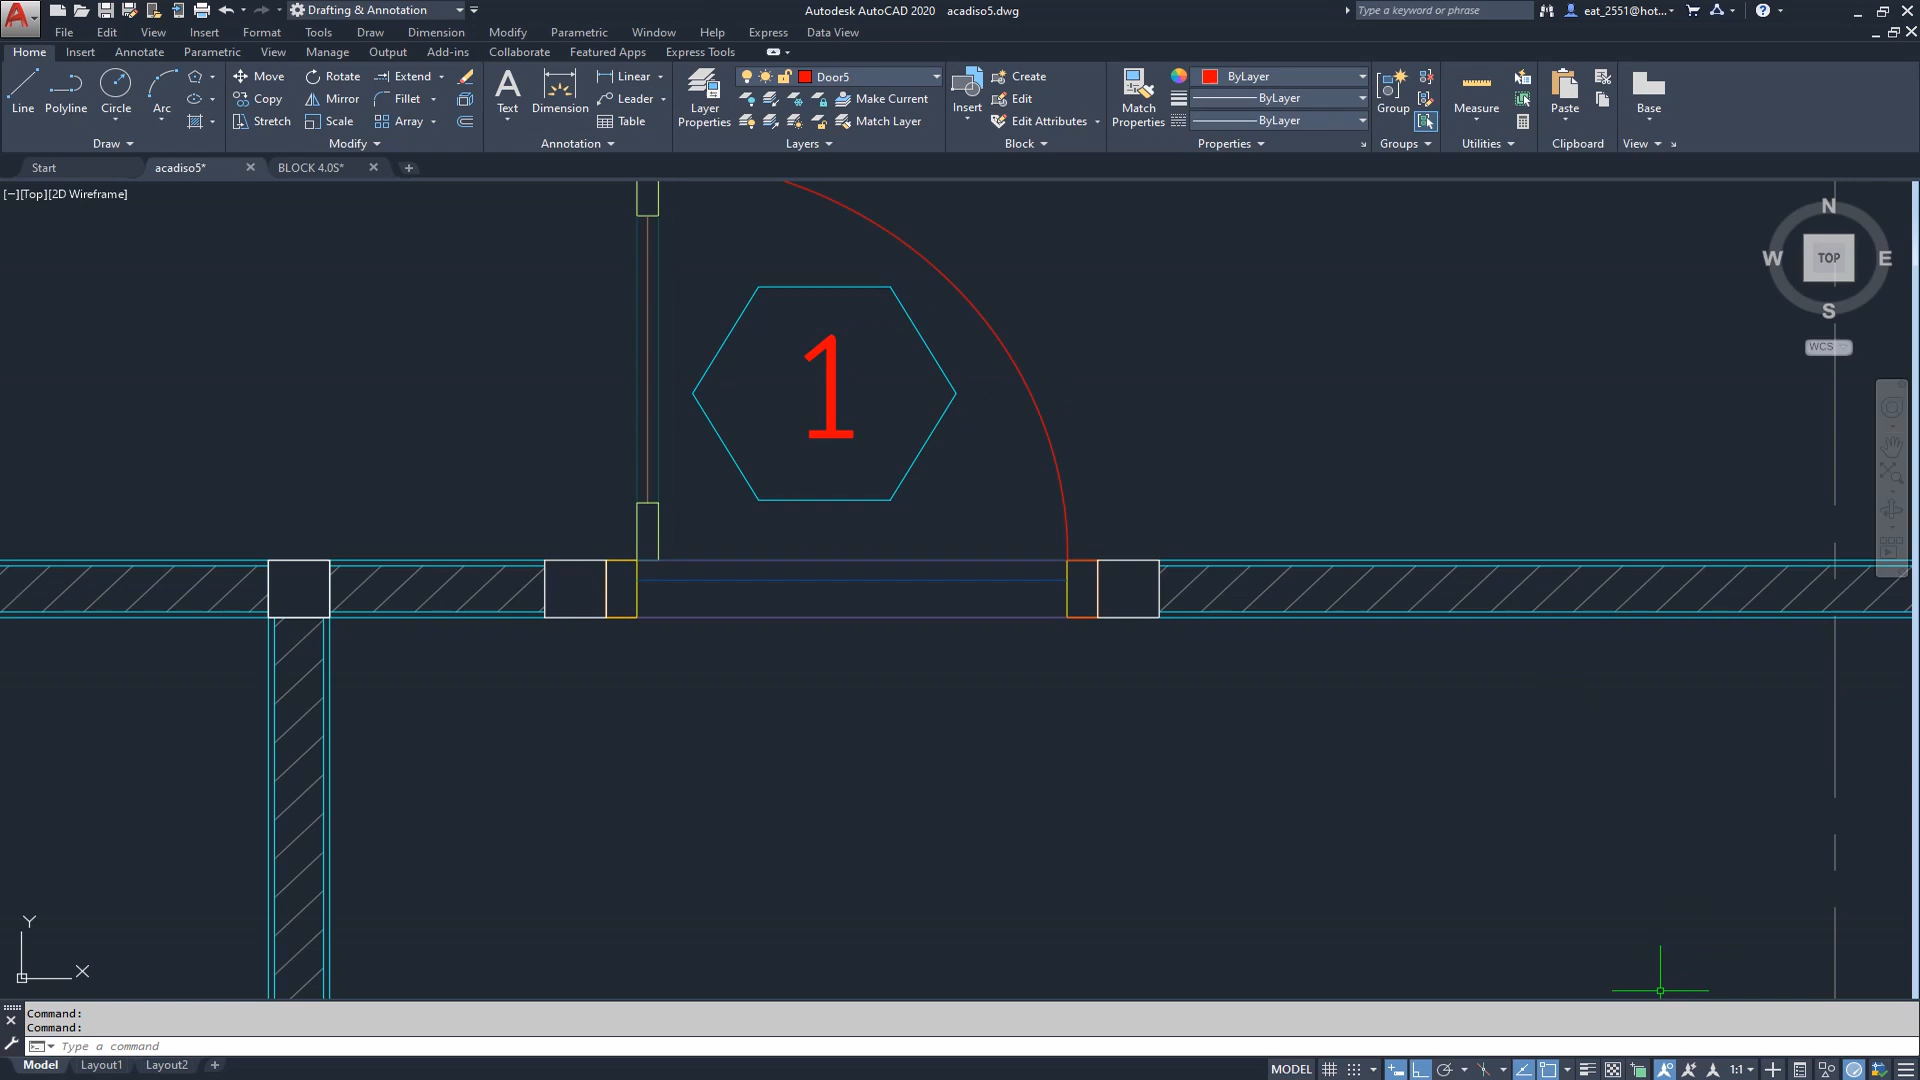 Drafting & Annotation
Autodesk AutoCAD 2020 acadiso5.dwg
Type a keyword or phrase
eat_2551@hot...
File Edit View Insert Format Tools Draw Dimension Modify Parametric Window Help Express Data View
Home Insert Annotate Parametric View Manage Output Add-ins Collaborate Featured Apps Express Tools
Line
Polyline
Circle
Arc
Draw
Move Rotate Extend
Copy Mirror Fillet
Stretch Scale Array
Modify
Text
Dimension
Linear
Leader
Table
Annotation
Layer
Properties
Door5
Make Current
Match Layer
Layers
Insert
Create
Edit
Edit Attributes
Block
Match
Properties
ByLayer
ByLayer
ByLayer
Properties
Group
Groups
Measure
Utilities
Paste
Clipboard
Base
View
Start acadiso5* BLOCK 4.0S*
[−][Top][2D Wireframe]
N
W TOP E
S
WCS
1
Y
X
Command:
Command:
Type a command
Model Layout1 Layout2
MODEL
1:1